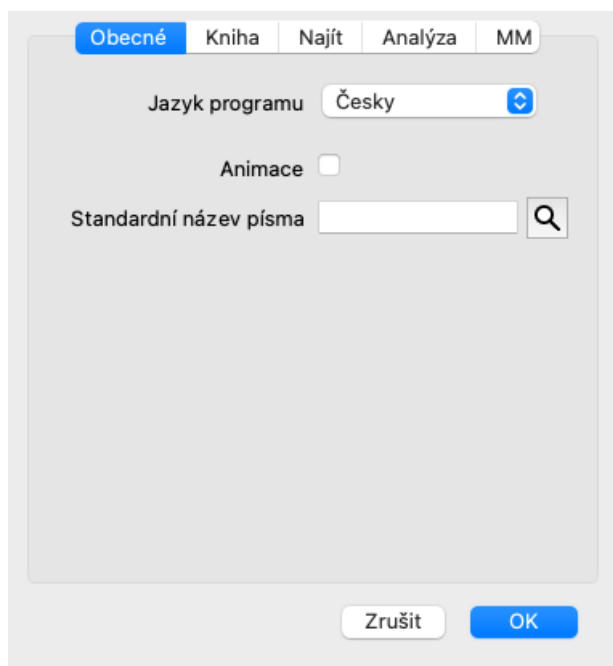 Obecné Kniha Najít Analýza MM
Jazyk programu Česky
Animace
Standardní název písma
Zrušit OK